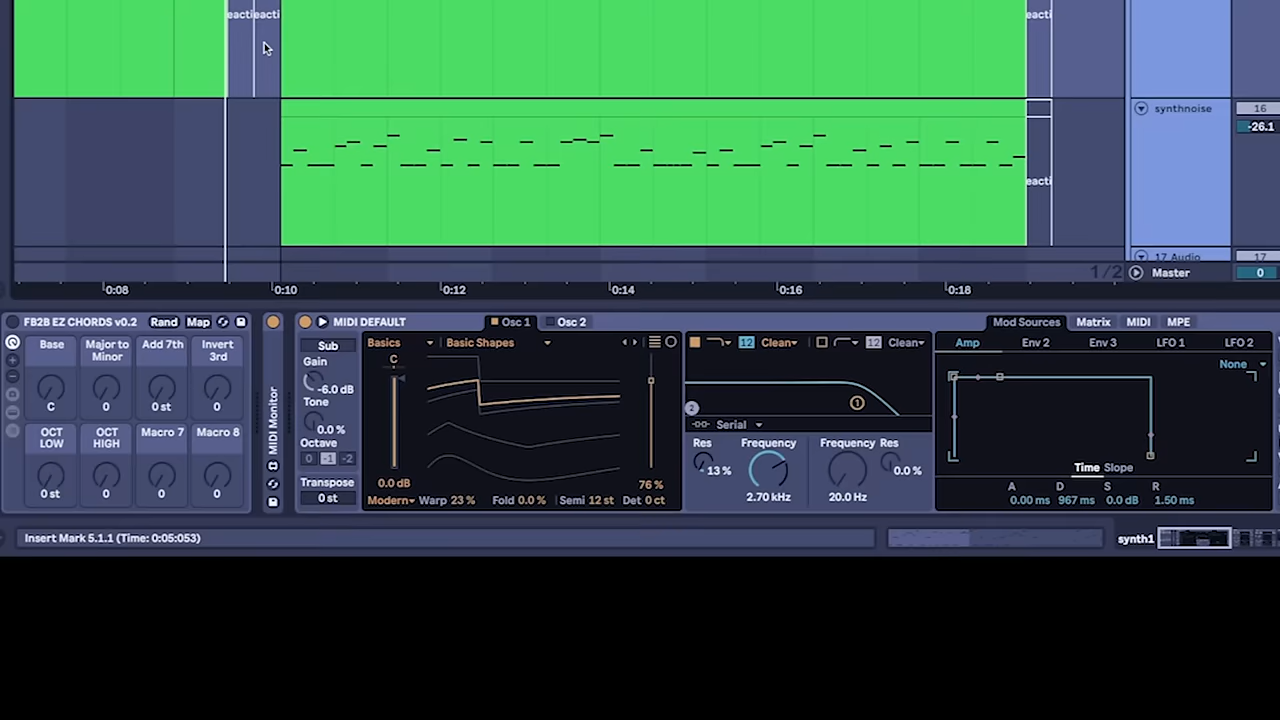 eacti eacti eacti
synthnoise 16
-26.1
eacti
17 Audio 17
1/2 Master 0
0:08 0:10 0:12 0:14 0:16 0:18
FB2B EZ CHORDS v0.2 Rand Map
Base Major to Minor Add 7th Invert 3rd
C 0 0 st 0
OCT LOW OCT HIGH Macro 7 Macro 8
0 st 0 0 0
MIDI Monitor
MIDI DEFAULT Osc 1 Osc 2
Sub
Gain
-6.0 dB
Tone
0.0 %
Octave
0 -1 -2
Transpose
0 st
Basics Basic Shapes
C
0.0 dB 76 %
Modern Warp 23 % Fold 0.0 % Semi 12 st Det 0 ct
12 Clean 12 Clean
1
2
Serial
Res Frequency Frequency Res
13 % 0.0 %
2.70 kHz 20.0 Hz
Mod Sources Matrix MIDI MPE
Amp Env 2 Env 3 LFO 1 LFO 2
None
Time Slope
A D S R
0.00 ms 967 ms 0.0 dB 1.50 ms
Insert Mark 5.1.1 (Time: 0:05:053)
synth1